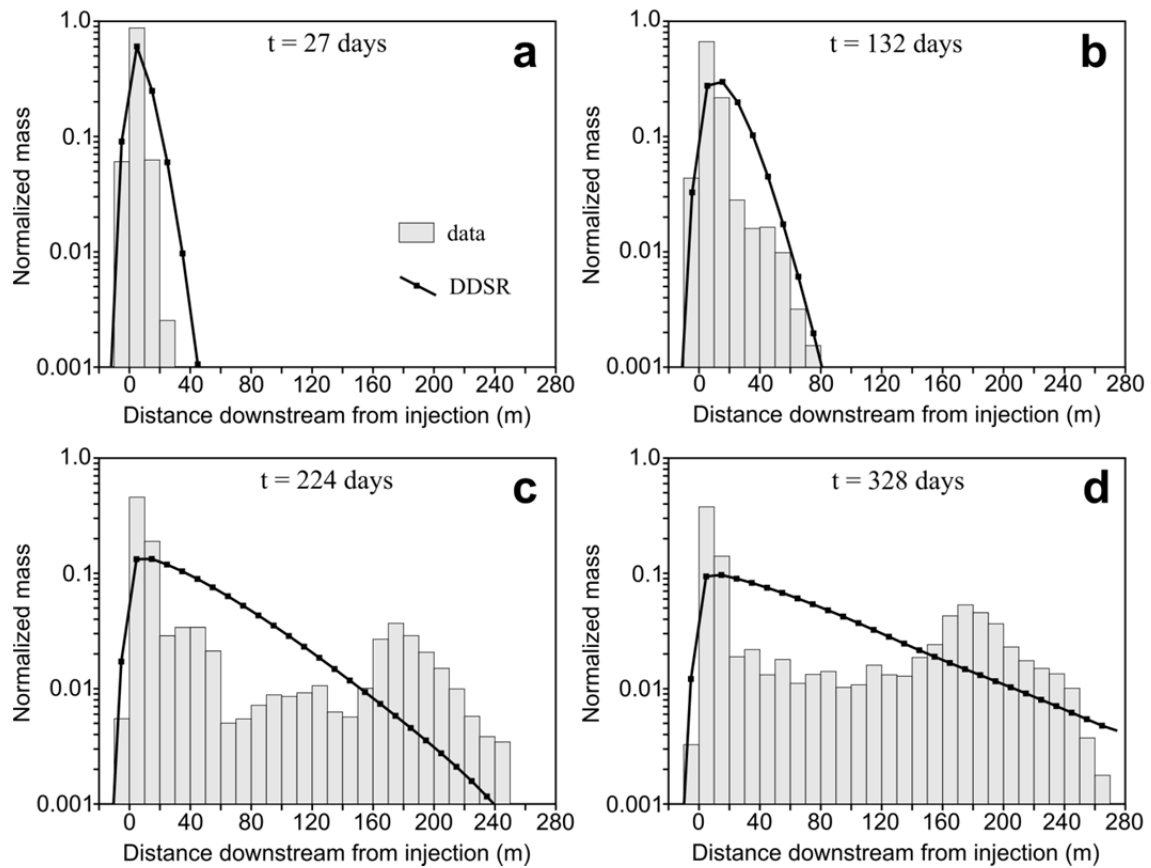 t = 27 days
a
1.0
0.1
0.01
0.001
Normalized mass
data
DDSR
0 40 80 120 160 200 240 280
Distance downstream from injection (m)
t = 132 days
b
1.0
0.1
0.01
0.001
Normalized mass
0 40 80 120 160 200 240 280
Distance downstream from injection (m)
t = 224 days
c
1.0
0.1
0.01
0.001
Normalized mass
0 40 80 120 160 200 240 280
Distance downstream from injection (m)
t = 328 days
d
1.0
0.1
0.01
0.001
Normalized mass
0 40 80 120 160 200 240 280
Distance downstream from injection (m)